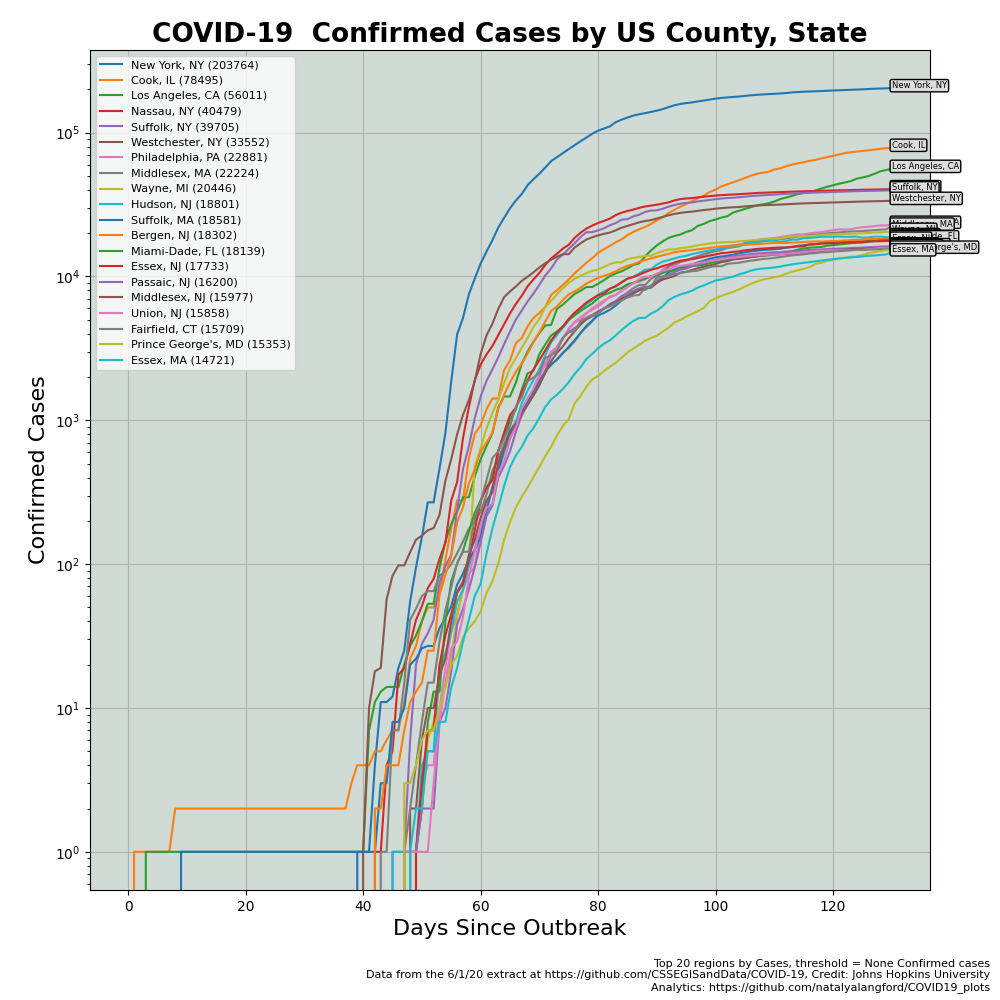 COVID-19  Confirmed Cases by US County, State
New York, NY (203764)
Cook, IL (78495)
Los Angeles, CA (56011)
Nassau, NY (40479)
Suffolk, NY (39705)
Westchester, NY (33552)
Philadelphia, PA (22881)
Middlesex, MA (22224)
Wayne, MI (20446)
Hudson, NJ (18801)
Suffolk, MA (18581)
Bergen, NJ (18302)
Miami-Dade, FL (18139)
Essex, NJ (17733)
Passaic, NJ (16200)
Middlesex, NJ (15977)
Union, NJ (15858)
Fairfield, CT (15709)
Prince George's, MD (15353)
Essex, MA (14721)
New York, NY
Cook, IL
Los Angeles, CA
Suffolk, NY
Westchester, NY
Essex, MA
Confirmed Cases
10^5
10^4
10^3
10^2
10^1
10^0
0 20 40 60 80 100 120
Days Since Outbreak
Top 20 regions by Cases, threshold = None Confirmed cases
Data from the 6/1/20 extract at https://github.com/CSSEGISandData/COVID-19, Credit: Johns Hopkins University
Analytics: https://github.com/natalyalangford/COVID19_plots